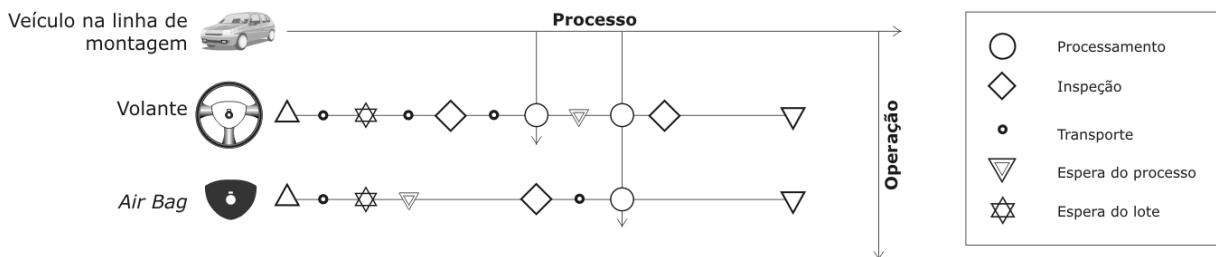 Processo
Veículo na linha de
montagem
Volante
Air Bag
Operação
Processamento
Inspeção
Transporte
Espera do processo
Espera do lote